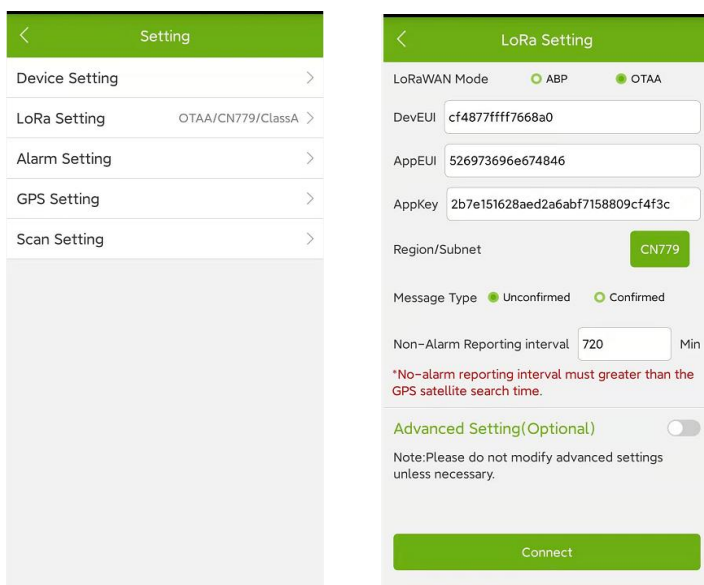 Setting
Device Setting
LoRa Setting OTAA/CN779/ClassA
Alarm Setting
GPS Setting
Scan Setting
LoRa Setting
LoRaWAN Mode ABP OTAA
DevEUI cf4877ffff7668a0
AppEUI 526973696e674846
AppKey 2b7e151628aed2a6abf7158809cf4f3c
Region/Subnet CN779
Message Type Unconfirmed Confirmed
Non-Alarm Reporting interval 720 Min
*No-alarm reporting interval must greater than the
GPS satellite search time.
Advanced Setting(Optional)
Note:Please do not modify advanced settings
unless necessary.
Connect